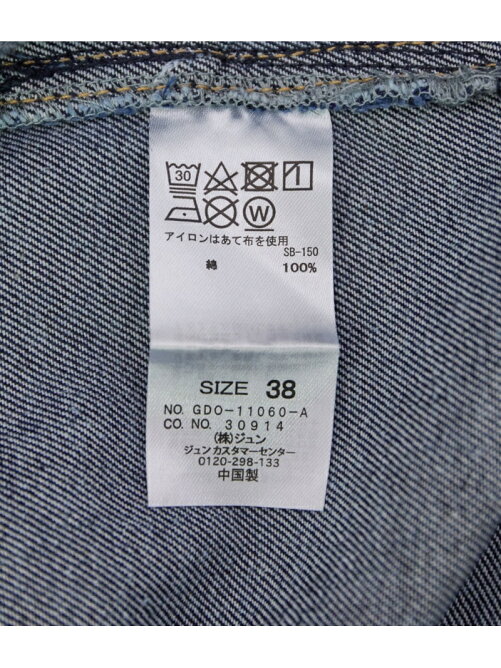 30
W
アイロンはあて布を使用
SB-150
綿 100%
SIZE 38
NO. GDO-11060-A
CO. NO. 30914
(株)ジュン
ジュンカスタマーセンター
0120-298-133
中国製